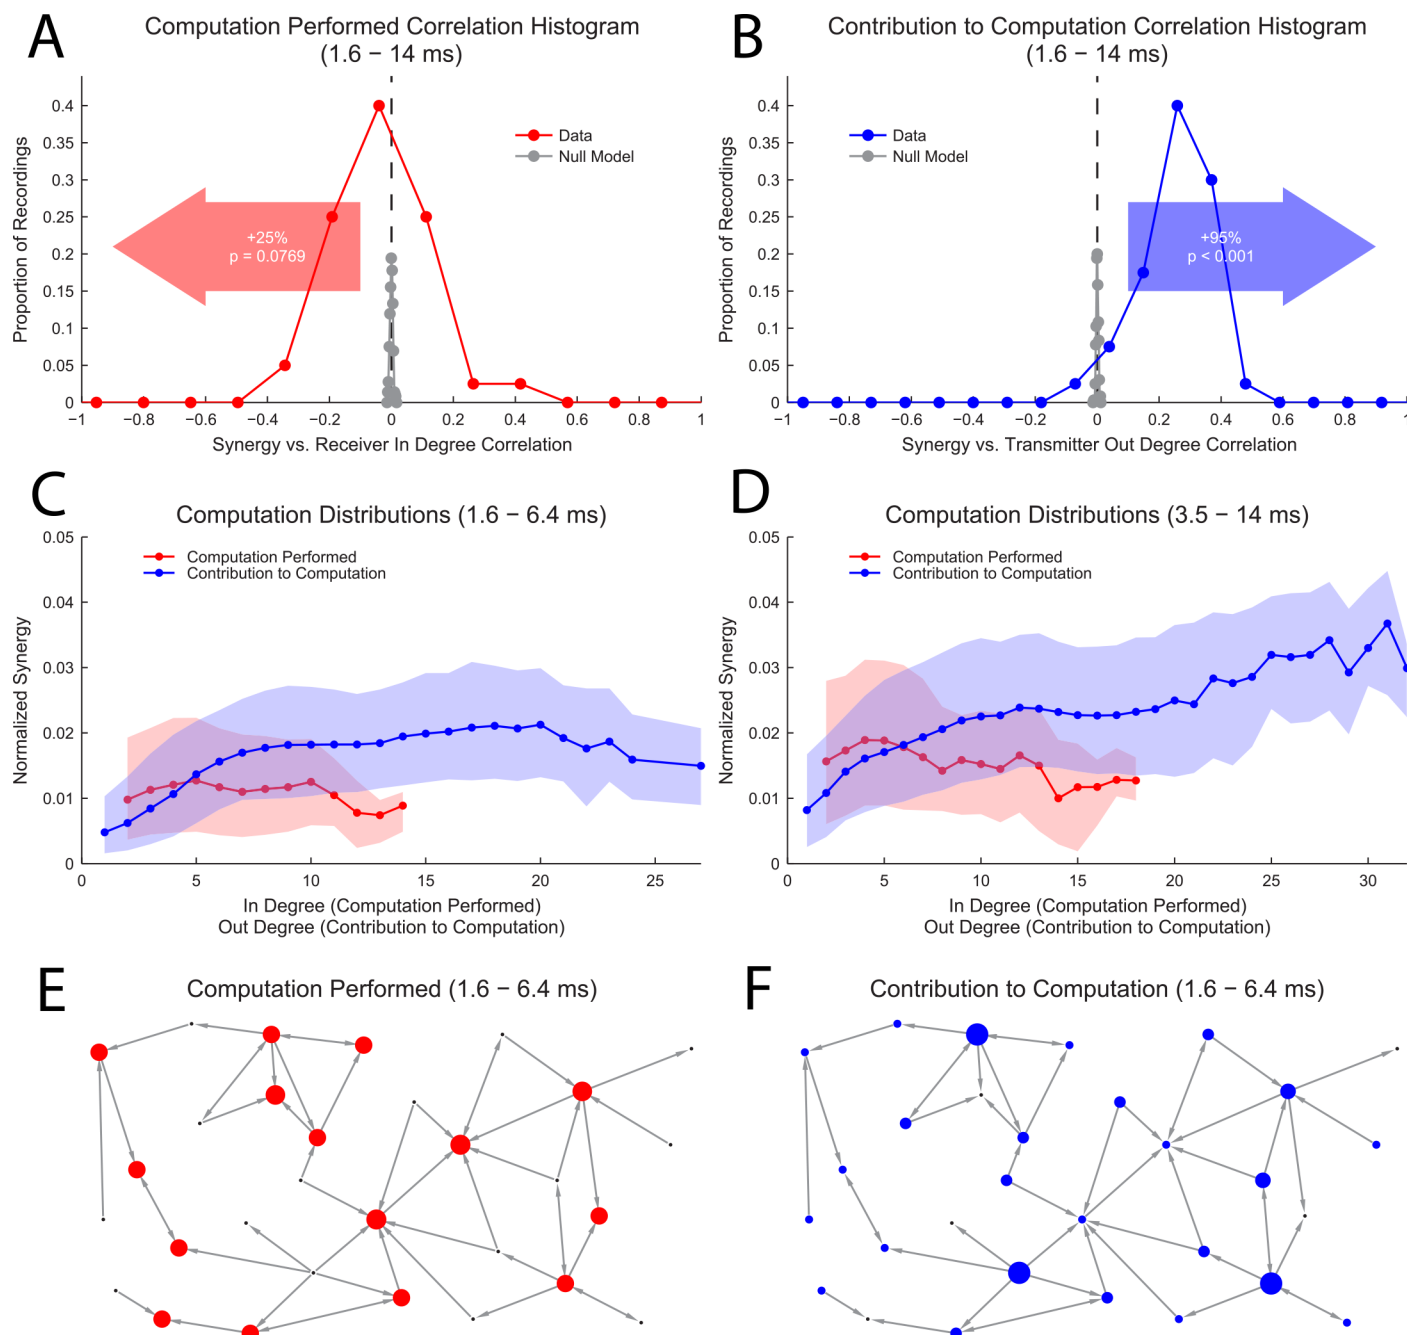 A
Computation Performed Correlation Histogram
(1.6 − 14 ms)
Proportion of Recordings
0.4
0.35
0.3
0.25
0.2
0.15
0.1
0.05
0
Data
Null Model
+25%
p = 0.0769
−1
−0.8
−0.6
−0.4
−0.2
0
0.2
0.4
0.6
0.8
1
Synergy vs. Receiver In Degree Correlation
B
Contribution to Computation Correlation Histogram
(1.6 − 14 ms)
Proportion of Recordings
0.4
0.35
0.3
0.25
0.2
0.15
0.1
0.05
0
Data
Null Model
+95%
p < 0.001
−1
−0.8
−0.6
−0.4
−0.2
0
0.2
0.4
0.6
0.8
1
Synergy vs. Transmitter Out Degree Correlation
C
Computation Distributions (1.6 − 6.4 ms)
Normalized Synergy
0.05
0.04
0.03
0.02
0.01
0
Computation Performed
Contribution to Computation
0
5
10
15
20
25
In Degree (Computation Performed)
Out Degree (Contribution to Computation)
D
Computation Distributions (3.5 − 14 ms)
Normalized Synergy
0.05
0.04
0.03
0.02
0.01
0
Computation Performed
Contribution to Computation
0
5
10
15
20
25
30
In Degree (Computation Performed)
Out Degree (Contribution to Computation)
E
Computation Performed (1.6 − 6.4 ms)
F
Contribution to Computation (1.6 − 6.4 ms)